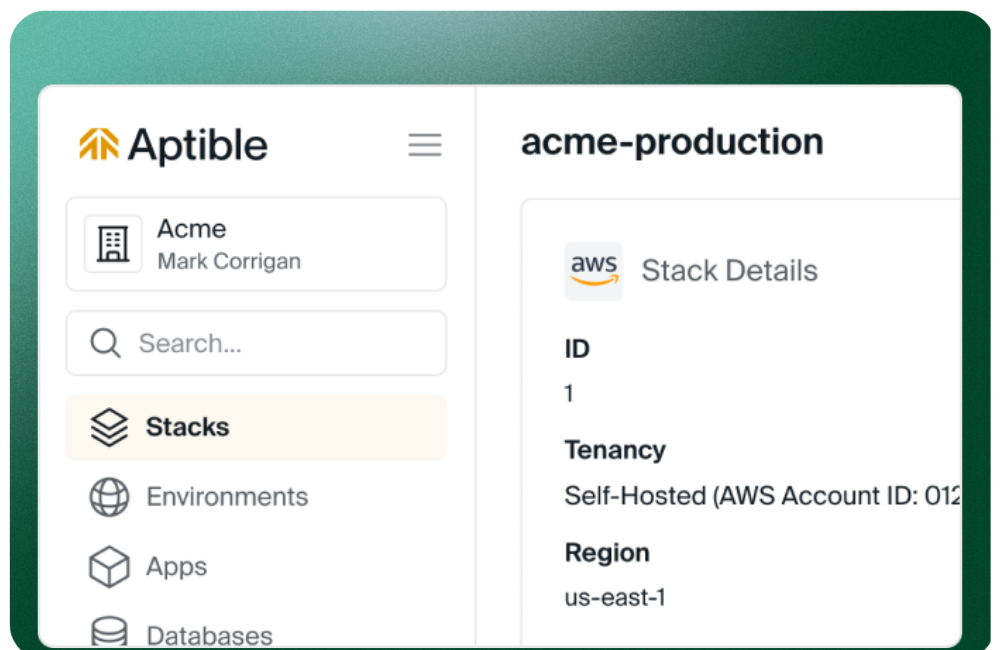 Aptible
Acme
Mark Corrigan
Search...
Stacks
Environments
Apps
Databases
acme-production
aws
Stack Details
ID
1
Tenancy
Self-Hosted (AWS Account ID: 012
Region
us-east-1